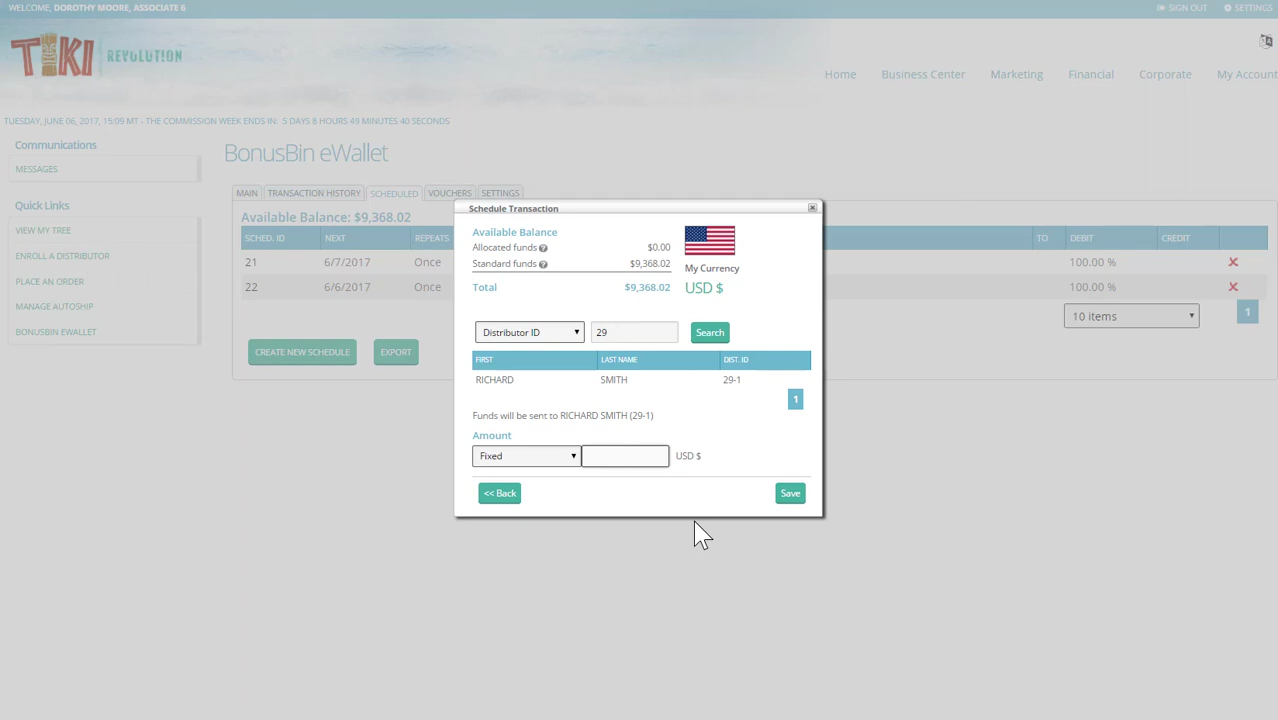 WELCOME, DOROTHY MOORE, ASSOCIATE 6
SIGN OUT
SETTINGS
TIKI REVOLUTION
Home
Business Center
Marketing
Financial
Corporate
My Account
TUESDAY, JUNE 06, 2017, 15:09 MT - THE COMMISSION WEEK ENDS IN: 5 DAYS 8 HOURS 49 MINUTES 40 SECONDS
Communications
MESSAGES
Quick Links
VIEW MY TREE
ENROLL A DISTRIBUTOR
PLACE AN ORDER
MANAGE AUTOSHIP
BONUSBIN EWALLET
BonusBin eWallet
MAIN
TRANSACTION HISTORY
SCHEDULED
VOUCHERS
SETTINGS
Available Balance: $9,368.02
SCHED. ID NEXT REPEATS TO DEBIT CREDIT
21 6/7/2017 Once 100.00 %
22 6/6/2017 Once 100.00 %
10 items
1
CREATE NEW SCHEDULE
EXPORT
Schedule Transaction
Available Balance
Allocated funds $0.00
Standard funds $9,368.02
Total $9,368.02
My Currency
USD $
Distributor ID 29 Search
FIRST LAST NAME DIST. ID
RICHARD SMITH 29-1
1
Funds will be sent to RICHARD SMITH (29-1)
Amount
Fixed USD $
<< Back
Save